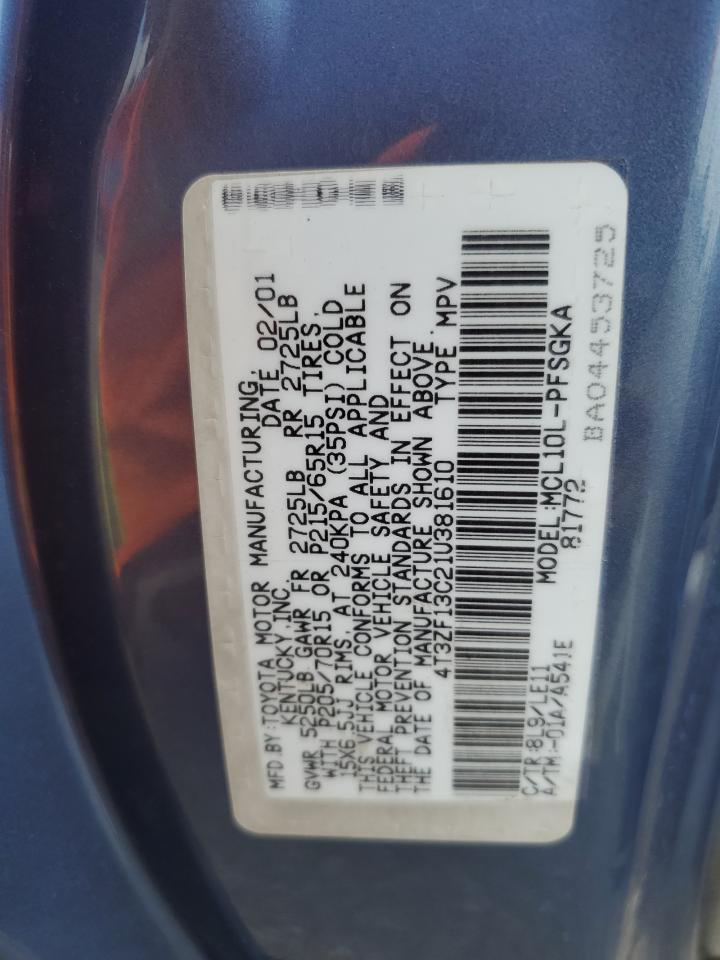 MFD.BY:TOYOTA MOTOR MANUFACTURING,
KENTUCKY,INC. DATE 02/01
GVWR 5250LB GAWR FR 2725LB RR 2725LB
WITH P205/70R15 OR P215/65R15 TIRES,
15X6.5JJ RIMS, AT 240KPA (35PSI) COLD
THIS VEHICLE CONFORMS TO ALL APPLICABLE
FEDERAL MOTOR VEHICLE SAFETY AND
THEFT PREVENTION STANDARDS IN EFFECT ON
THE DATE OF MANUFACTURE SHOWN ABOVE.
4T3ZF13C21U381610 TYPE MPV
C/TR:8L9/LE11 MODEL:MCL10L-PFSGKA
A/TM:-01A/A541E 81772
BA04453725